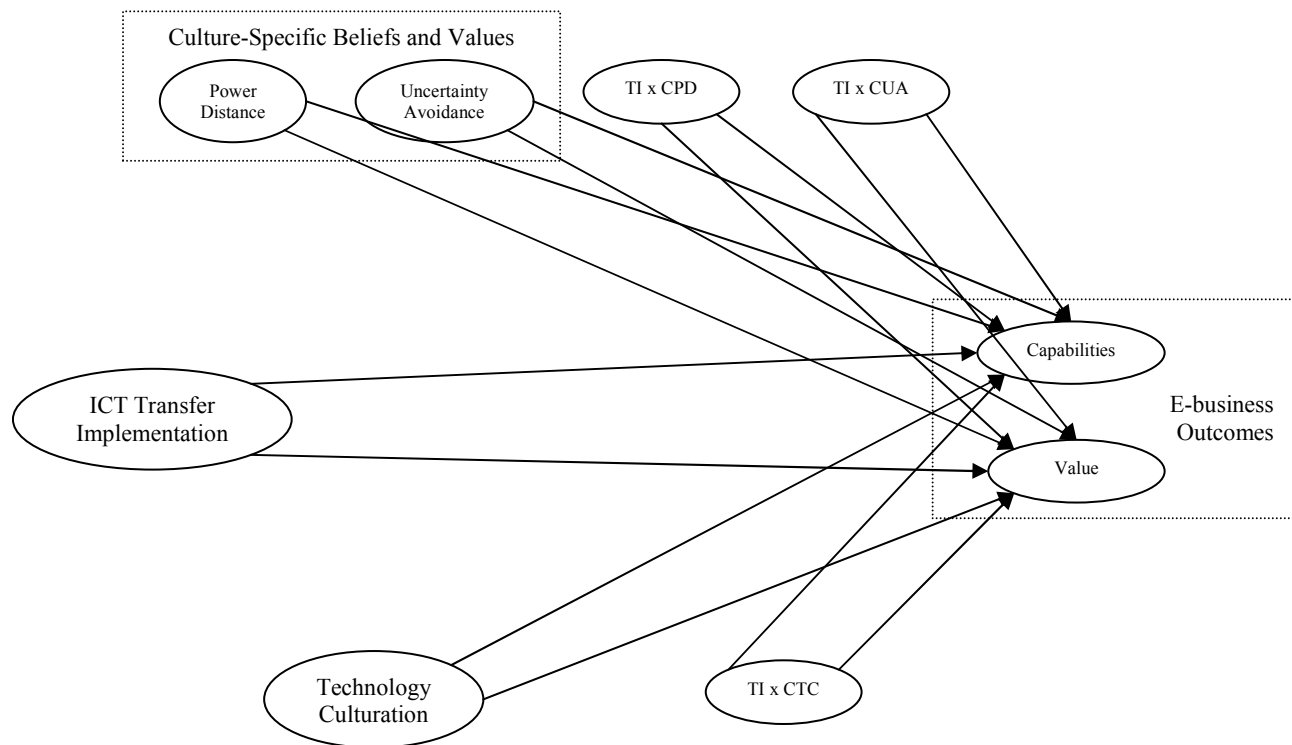 Culture-Specific Beliefs and Values
Power
Distance
Uncertainty
Avoidance
TI x CPD
TI x CUA
Capabilities
E-business
Outcomes
ICT Transfer
Implementation
Value
Technology
Culturation
TI x CTC